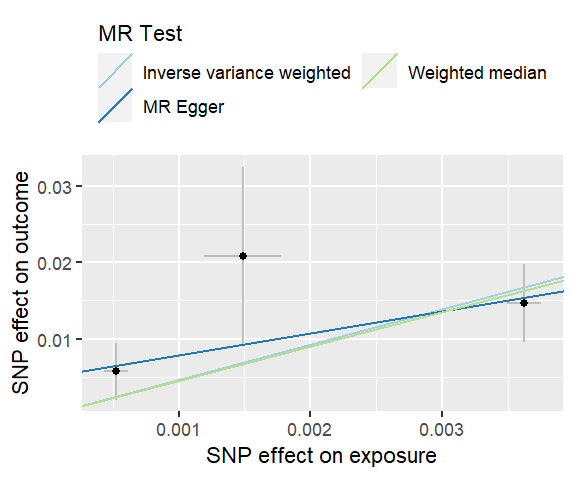 MR Test
Inverse variance weighted
Weighted median
MR Egger
SNP effect on outcome
0.03
0.02
0.01
0.001
0.002
0.003
SNP effect on exposure